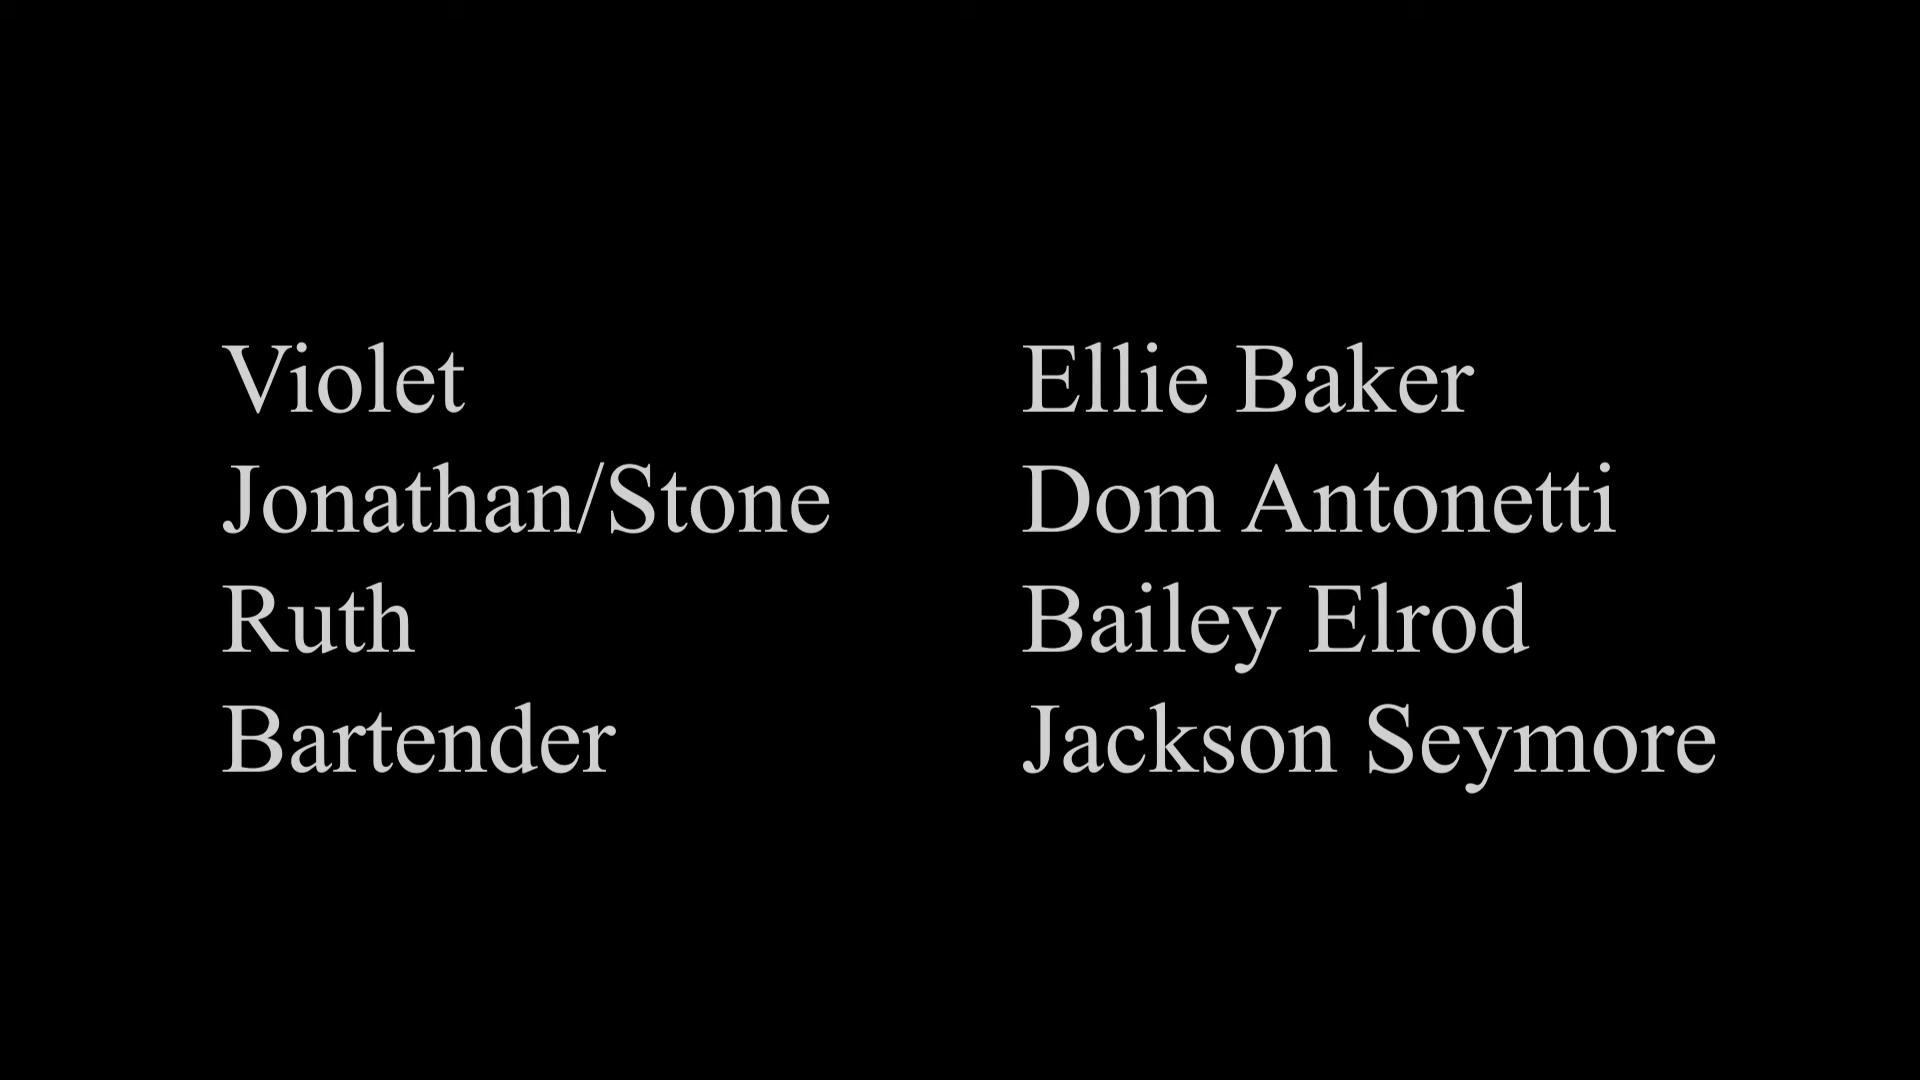 Violet Ellie Baker
Jonathan/Stone Dom Antonetti
Ruth Bailey Elrod
Bartender Jackson Seymore